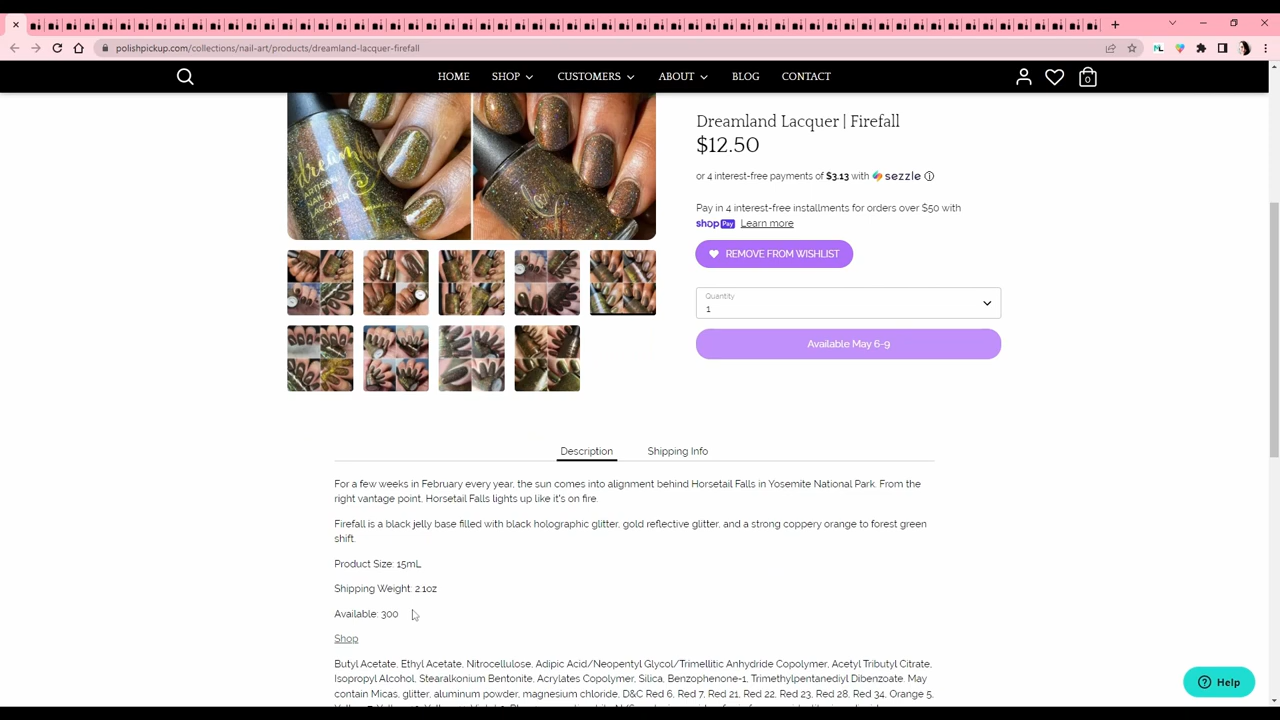 polishpickup.com/collections/nail-art/products/dreamland-lacquer-firefall
HOME SHOP CUSTOMERS ABOUT BLOG CONTACT
0
Dreamland Lacquer | Firefall
$12.50
or 4 interest-free payments of $3.13 with sezzle
Pay in 4 interest-free installments for orders over $50 with
shop Pay Learn more
REMOVE FROM WISHLIST
Quantity
1
Available May 6-9
Description Shipping Info
For a few weeks in February every year, the sun comes into alignment behind Horsetail Falls in Yosemite National Park. From the
right vantage point, Horsetail Falls lights up like it's on fire.
Firefall is a black jelly base filled with black holographic glitter, gold reflective glitter, and a strong coppery orange to forest green
shift.
Product Size: 15mL
Shipping Weight: 2.1oz
Available: 300
Shop
Butyl Acetate, Ethyl Acetate, Nitrocellulose, Adipic Acid/Neopentyl Glycol/Trimellitic Anhydride Copolymer, Acetyl Tributyl Citrate,
Isopropyl Alcohol, Stearalkonium Bentonite, Acrylates Copolymer, Silica, Benzophenone-1, Trimethylpentanediyl Dibenzoate. May
contain Micas, glitter, aluminum powder, magnesium chloride, D&C Red 6, Red 7, Red 21, Red 22, Red 23, Red 28, Red 34, Orange 5,
Help